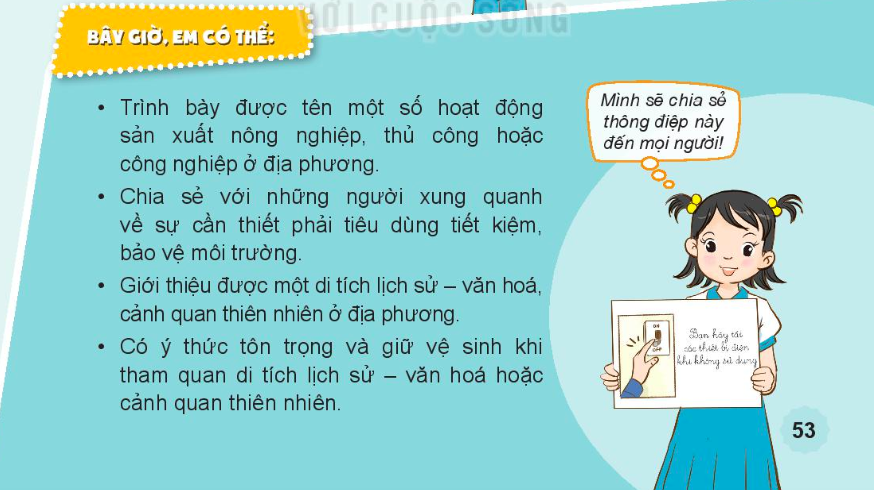 VỚI CUỘC SỐNG
BÂY GIỜ, EM CÓ THỂ:
• Trình bày được tên một số hoạt động
sản xuất nông nghiệp, thủ công hoặc
công nghiệp ở địa phương.
• Chia sẻ với những người xung quanh
về sự cần thiết phải tiêu dùng tiết kiệm,
bảo vệ môi trường.
• Giới thiệu được một di tích lịch sử – văn hoá,
cảnh quan thiên nhiên ở địa phương.
• Có ý thức tôn trọng và giữ vệ sinh khi
tham quan di tích lịch sử – văn hoá hoặc
cảnh quan thiên nhiên.
Mình sẽ chia sẻ
thông điệp này
đến mọi người!
ON
OFF
Bạn hãy tắt
các thiết bị điện
khi không sử dụng
53